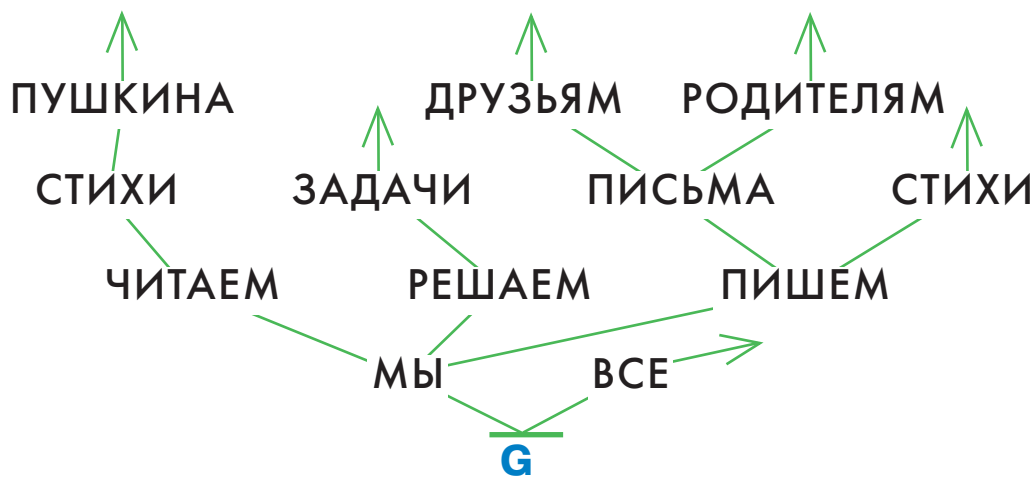 ПУШКИНА ДРУЗЬЯМ РОДИТЕЛЯМ
СТИХИ ЗАДАЧИ ПИСЬМА СТИХИ
ЧИТАЕМ РЕШАЕМ ПИШЕМ
МЫ ВСЕ
G